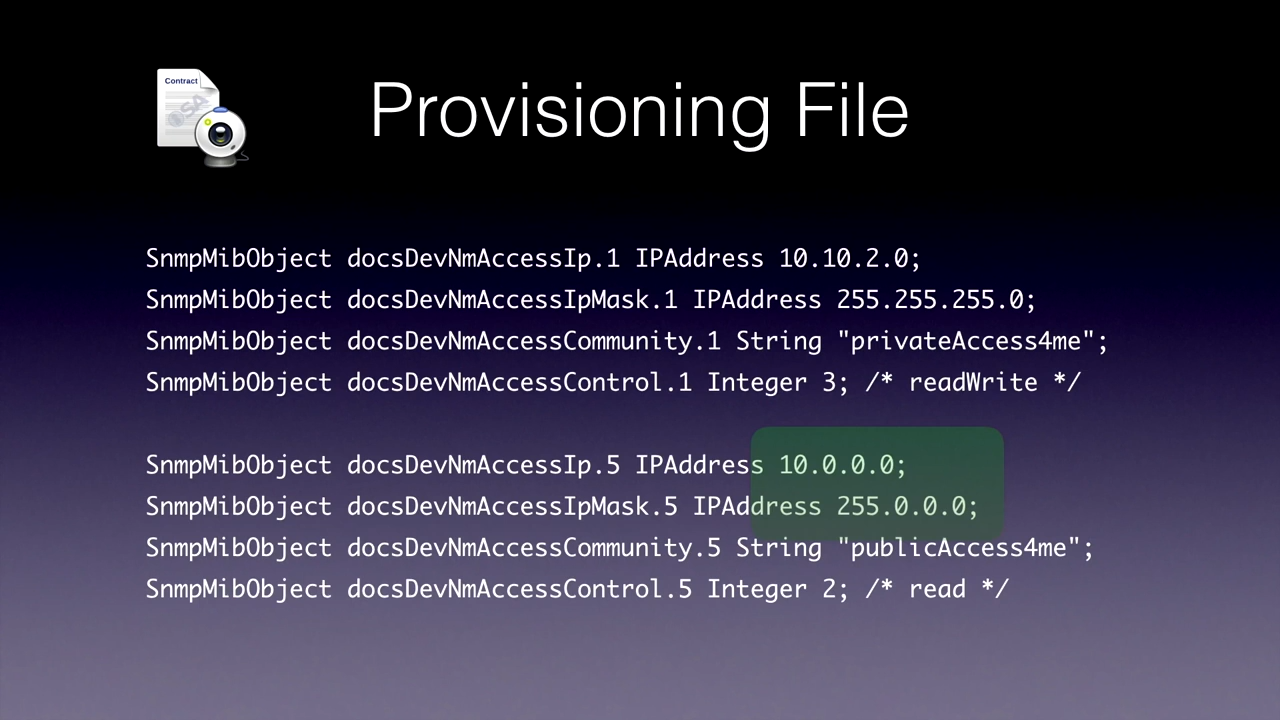 Contract
SA
Provisioning File
SnmpMibObject docsDevNmAccessIp.1 IPAddress 10.10.2.0;
SnmpMibObject docsDevNmAccessIpMask.1 IPAddress 255.255.255.0;
SnmpMibObject docsDevNmAccessCommunity.1 String "privateAccess4me";
SnmpMibObject docsDevNmAccessControl.1 Integer 3; /* readWrite */
SnmpMibObject docsDevNmAccessIp.5 IPAddress 10.0.0.0;
SnmpMibObject docsDevNmAccessIpMask.5 IPAddress 255.0.0.0;
SnmpMibObject docsDevNmAccessCommunity.5 String "publicAccess4me";
SnmpMibObject docsDevNmAccessControl.5 Integer 2; /* read */